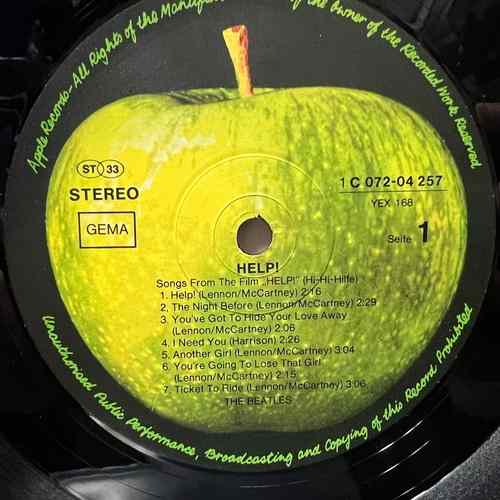 Apple Records-All Rights of the Manufacturer of the Owner of the Recorded Work Reserved
ST 33
STEREO
GEMA
1 C 072-04 257
YEX 168
Seite 1
HELP!
Songs From The Film „HELP!" (Hi-Hi-Hilfe)
1. Help! (Lennon/McCartney) 2:16
2. The Night Before (Lennon/McCartney) 2:29
3. You've Got To Hide Your Love Away
(Lennon/McCartney) 2:06
4. I Need You (Harrison) 2:26
5. Another Girl (Lennon/McCartney) 3:04
6. You're Going To Lose That Girl
(Lennon/McCartney) 2:15
7. Ticket To Ride (Lennon/McCartney) 3:06
THE BEATLES
Unauthorised Public Performance, Broadcasting and Copying of this Record Prohibited